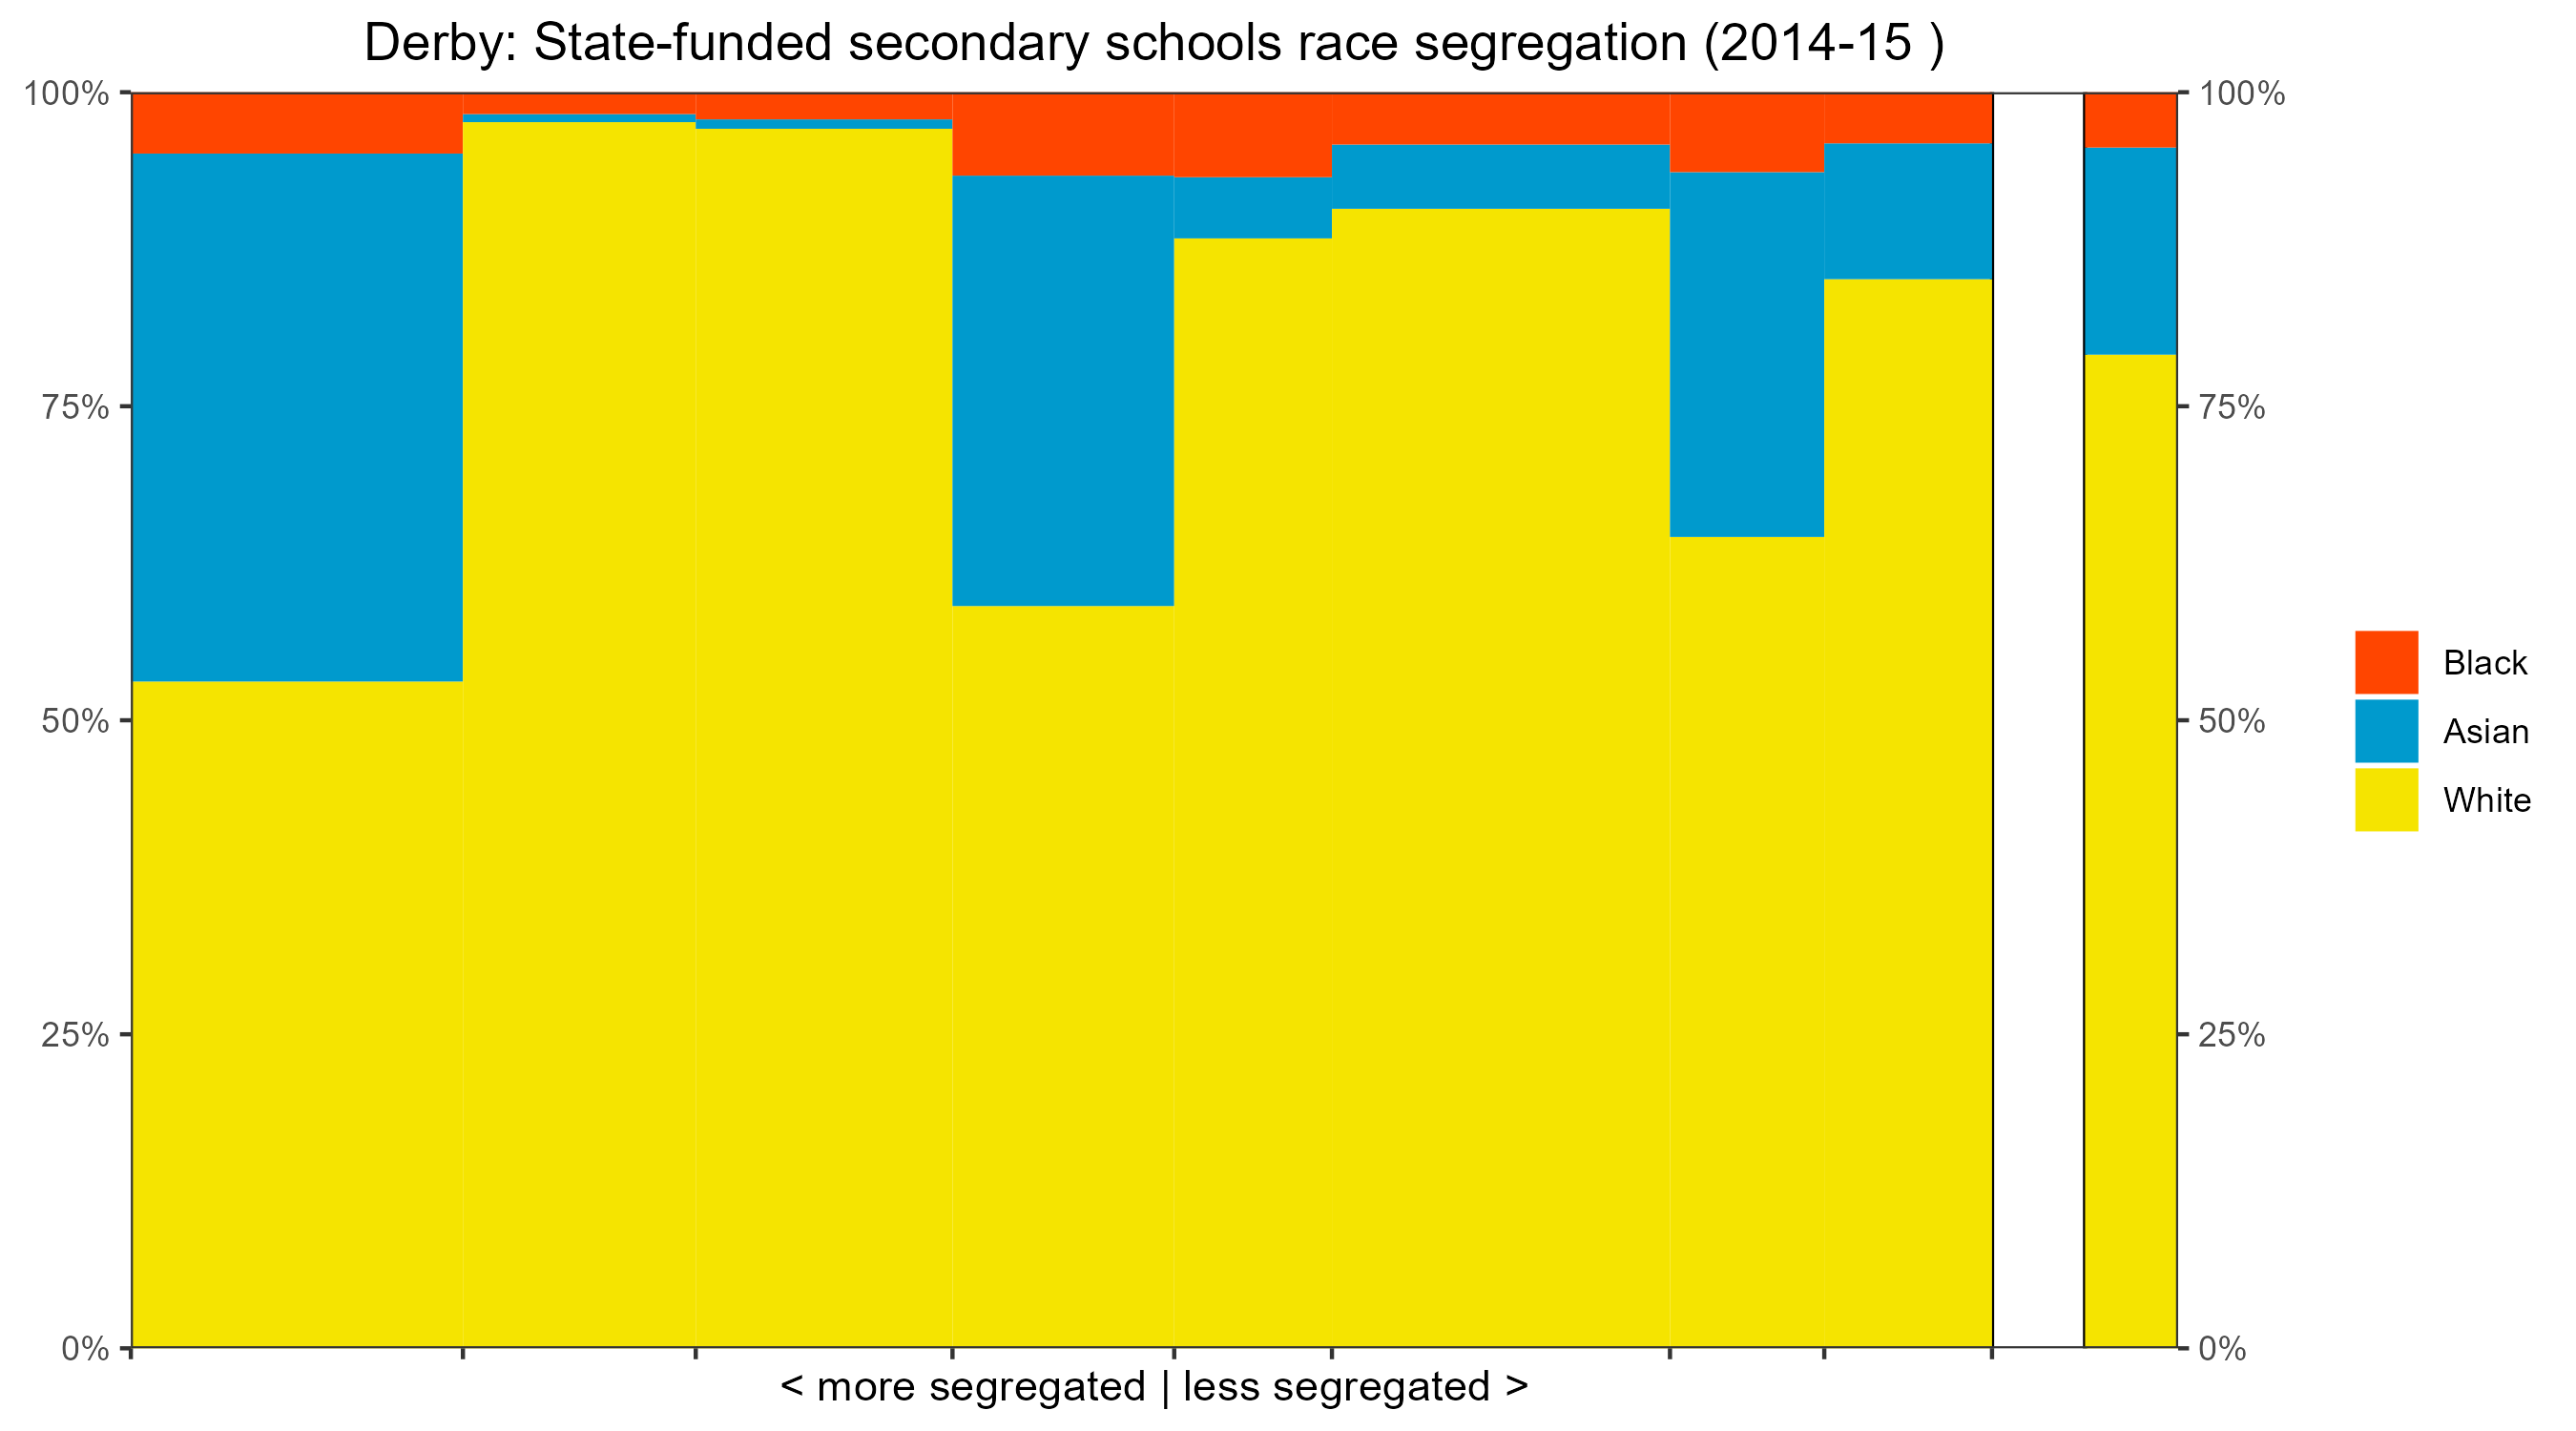 Derby: State-funded secondary schools race segregation (2014-15 )
100%
100%
75%
75%
50%
50%
25%
25%
0%
0%
Black
Asian
White
< more segregated | less segregated >